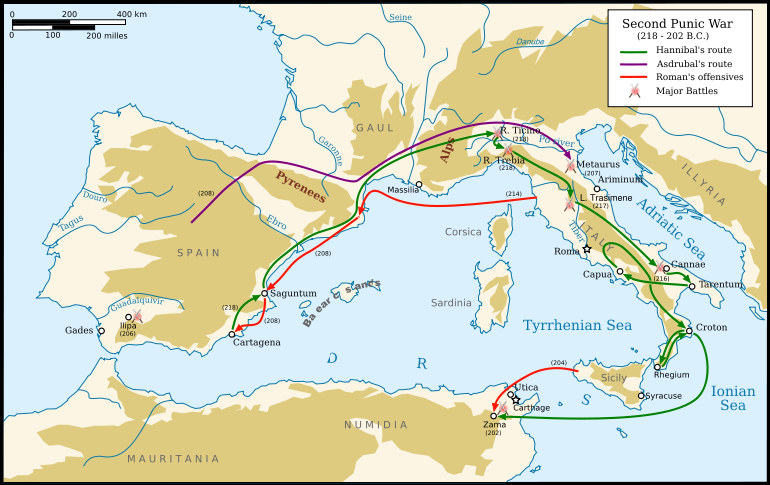 0 200 400 km
0 100 200 miles
Second Punic War
(218 - 202 B.C.)
Hannibal's route
Asdrubal's route
Roman's offensives
Major Battles
Seine
Danube
GAUL
Alps
R. Ticino
(218)
Po river
R. Trebia
(218)
Metaurus
(207)
Ariminum
ILLYRIA
Garonne
Massilia
Pyrenees
(208)
(214)
L. Trasimene
(217)
Adriatic Sea
Douro
Tagus
Ebro
SPAIN
(208)
Corsica
Tiber
ITALY
Roma
Capua
Cannae
(216)
Tarentum
Saguntum
(218)
(208)
Guadalquivir
Ilipa
(206)
Gades
Cartagena
Sardinia
Tyrrhenian Sea
Croton
D R
(204)
Rhegium
Sicily
S
Syracuse
Ionian
Sea
Utica
Carthage
Zama
(202)
NUMIDIA
MAURITANIA